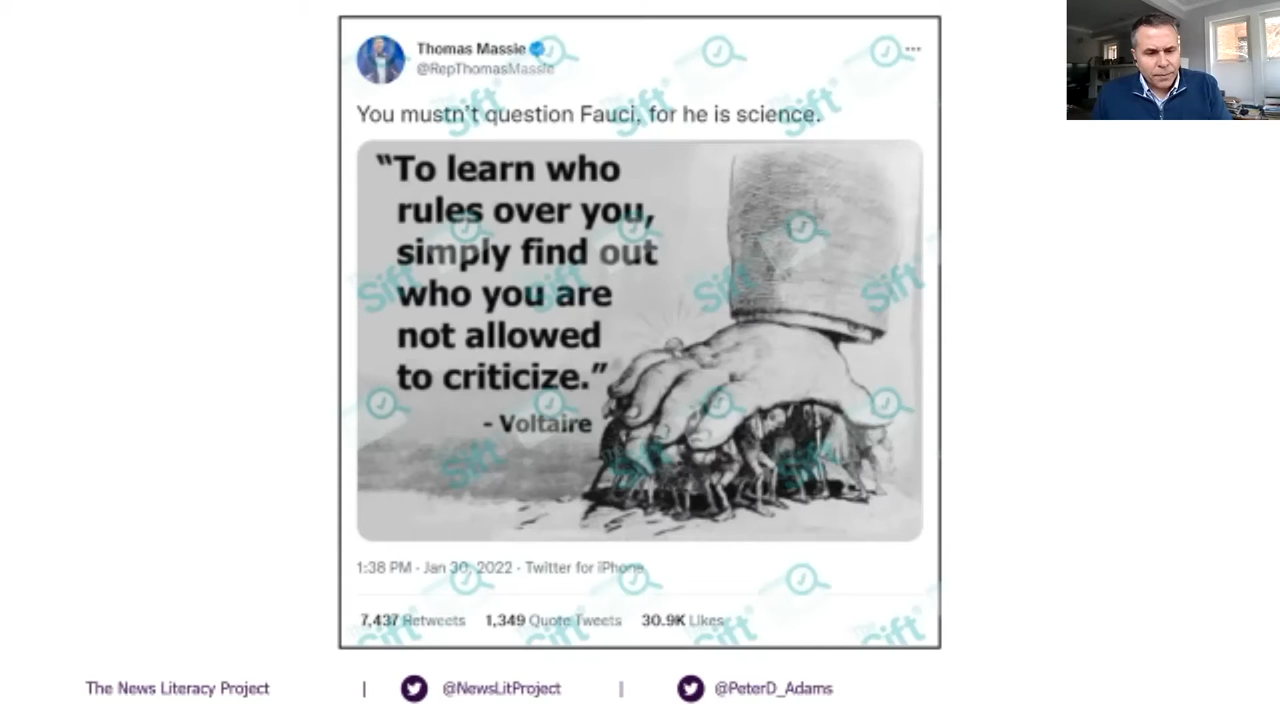 Thomas Massie
@RepThomasMassie
You mustn't question Fauci, for he is science.
“To learn who
rules over you,
simply find out
who you are
not allowed
to criticize.”
- Voltaire
1:38 PM · Jan 30, 2022 · Twitter for iPhone
7,437 Retweets 1,349 Quote Tweets 30.9K Likes
The Sift
The News Literacy Project | @NewsLitProject | @PeterD_Adams